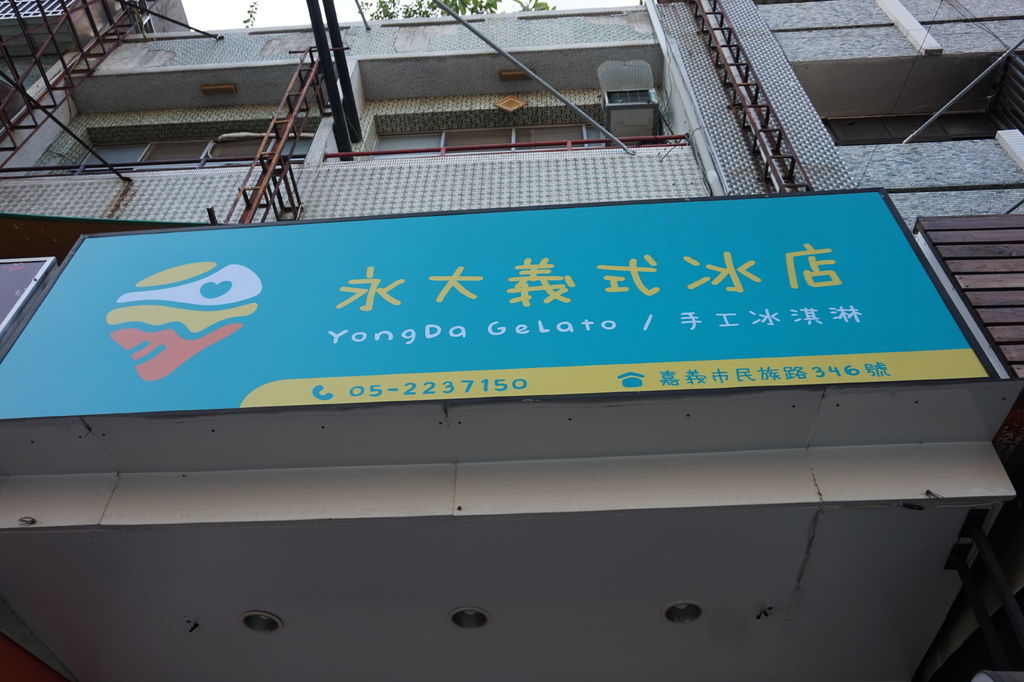 永大義式冰店
YongDa Gelato / 手工冰淇淋
05-2237150
嘉義市民族路346號